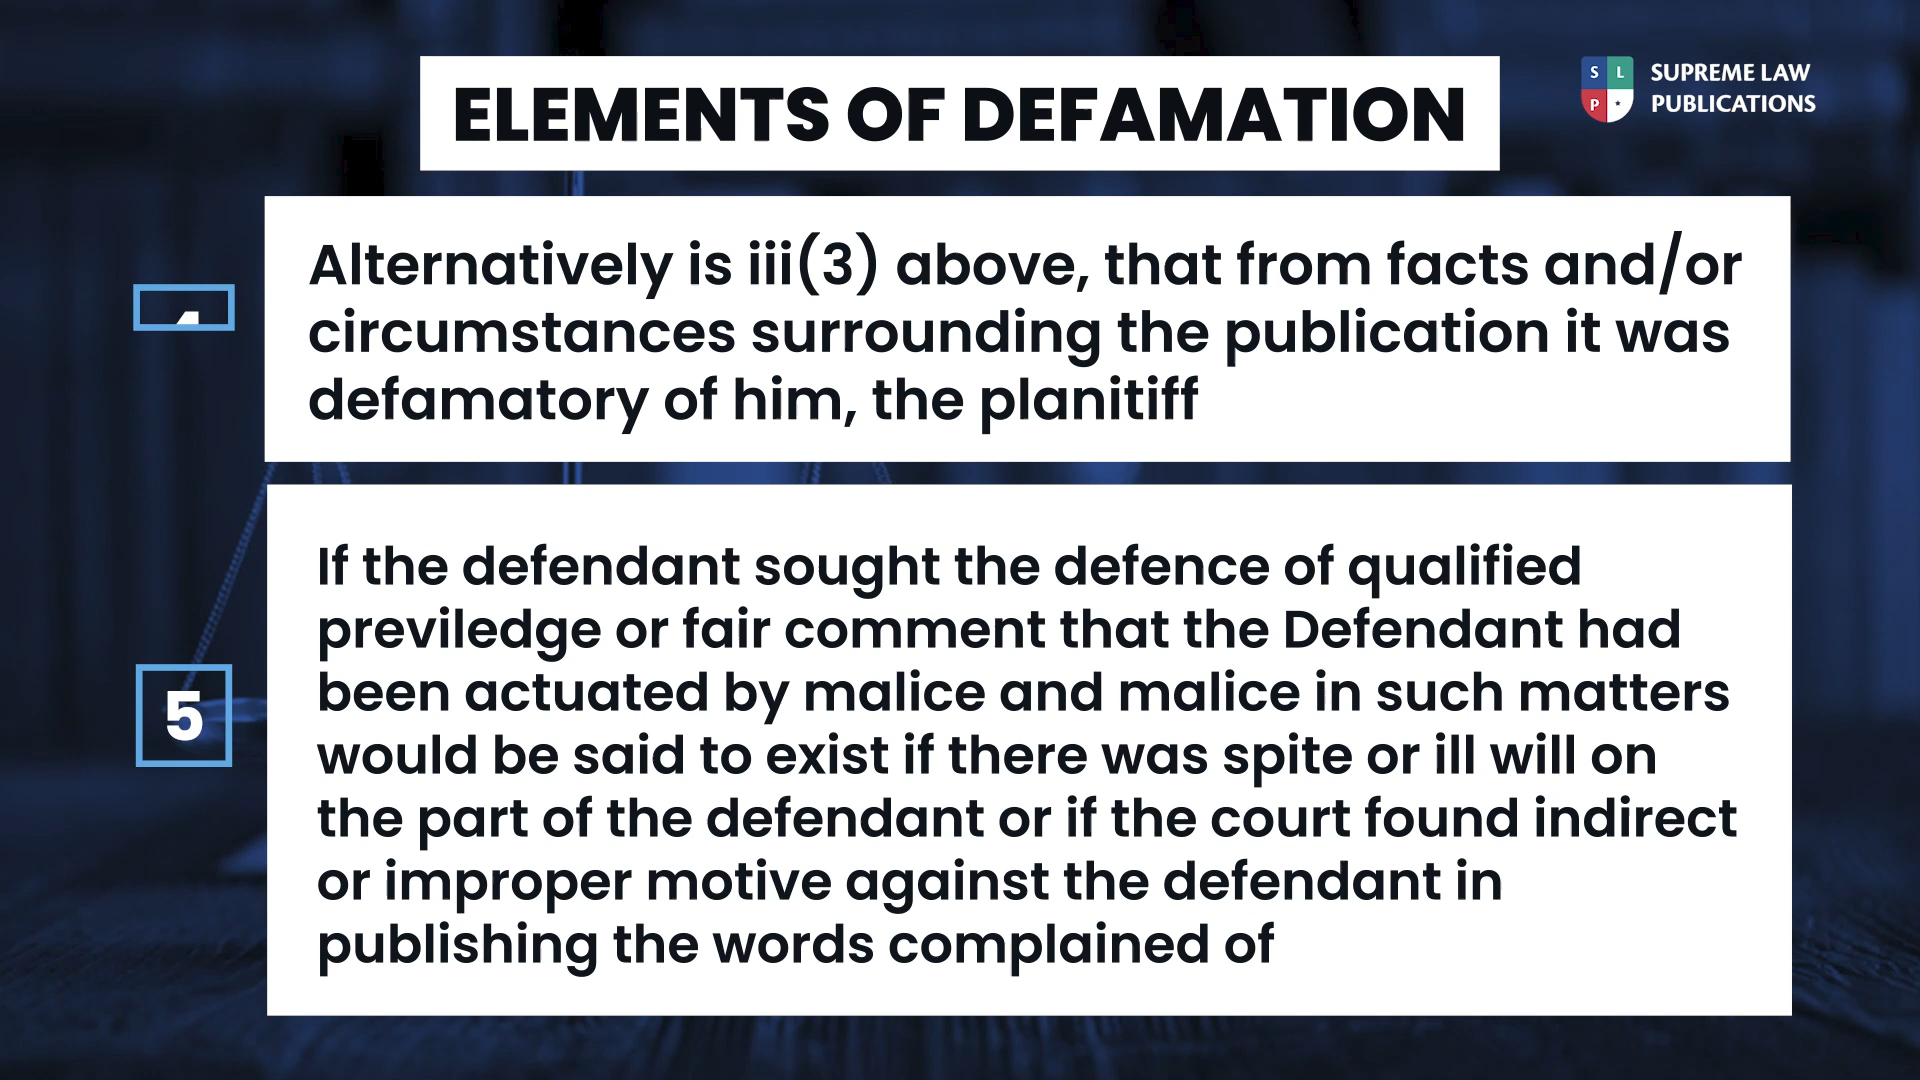 ELEMENTS OF DEFAMATION
S L
P
SUPREME LAW
PUBLICATIONS
Alternatively is iii(3) above, that from facts and/or
circumstances surrounding the publication it was
defamatory of him, the planitiff
5
If the defendant sought the defence of qualified
previledge or fair comment that the Defendant had
been actuated by malice and malice in such matters
would be said to exist if there was spite or ill will on
the part of the defendant or if the court found indirect
or improper motive against the defendant in
publishing the words complained of